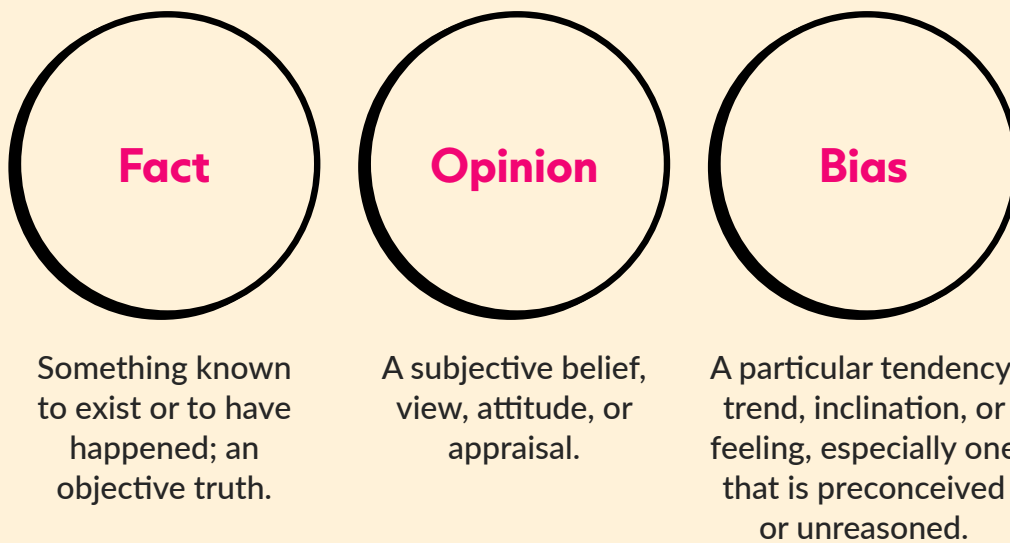 Fact
Opinion
Bias
Something known
to exist or to have
happened; an
objective truth.
A subjective belief,
view, attitude, or
appraisal.
A particular tendency
trend, inclination, or
feeling, especially one
that is preconceived
or unreasoned.